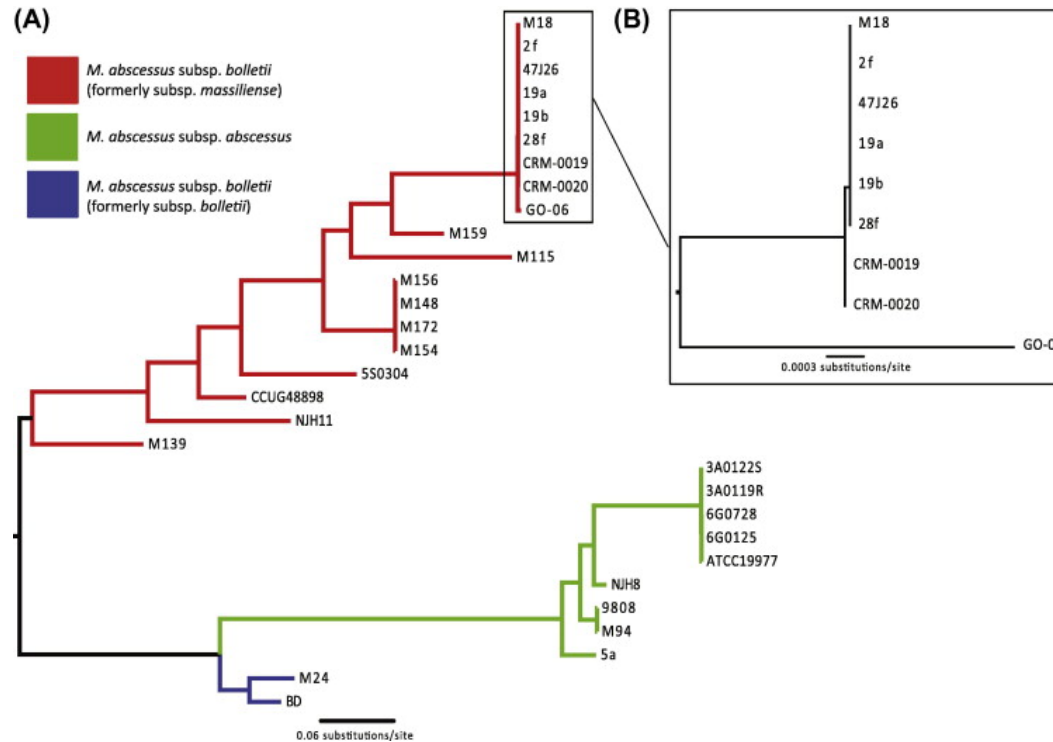 (A)
M. abscessus subsp. bolletii
(formerly subsp. massiliense)
M. abscessus subsp. abscessus
M. abscessus subsp. bolletii
(formerly subsp. bolletii)
M18
2f
47J26
19a
19b
28f
CRM-0019
CRM-0020
GO-06
M159
M115
M156
M148
M172
M154
5S0304
CCUG48898
NJH11
M139
3A0122S
3A0119R
6G0728
6G0125
ATCC19977
NJH8
9808
M94
5a
M24
BD
0.06 substitutions/site
(B)
M18
2f
47J26
19a
19b
28f
CRM-0019
CRM-0020
GO-0
0.0003 substitutions/site